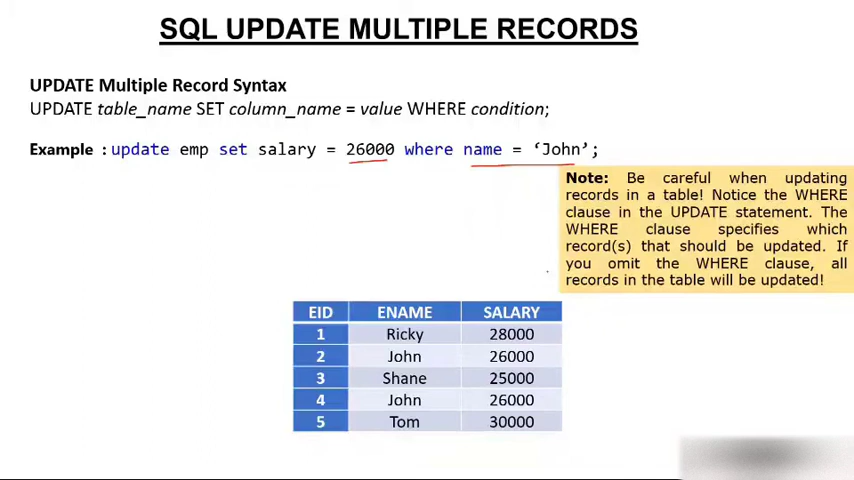 SQL UPDATE MULTIPLE RECORDS
UPDATE Multiple Record Syntax
UPDATE table_name SET column_name = value WHERE condition;
Example : update emp set salary = 26000 where name = ‘John’;
Note: Be careful when updating
records in a table! Notice the WHERE
clause in the UPDATE statement. The
WHERE clause specifies which
record(s) that should be updated. If
you omit the WHERE clause, all
records in the table will be updated!
EID ENAME SALARY
1 Ricky 28000
2 John 26000
3 Shane 25000
4 John 26000
5 Tom 30000